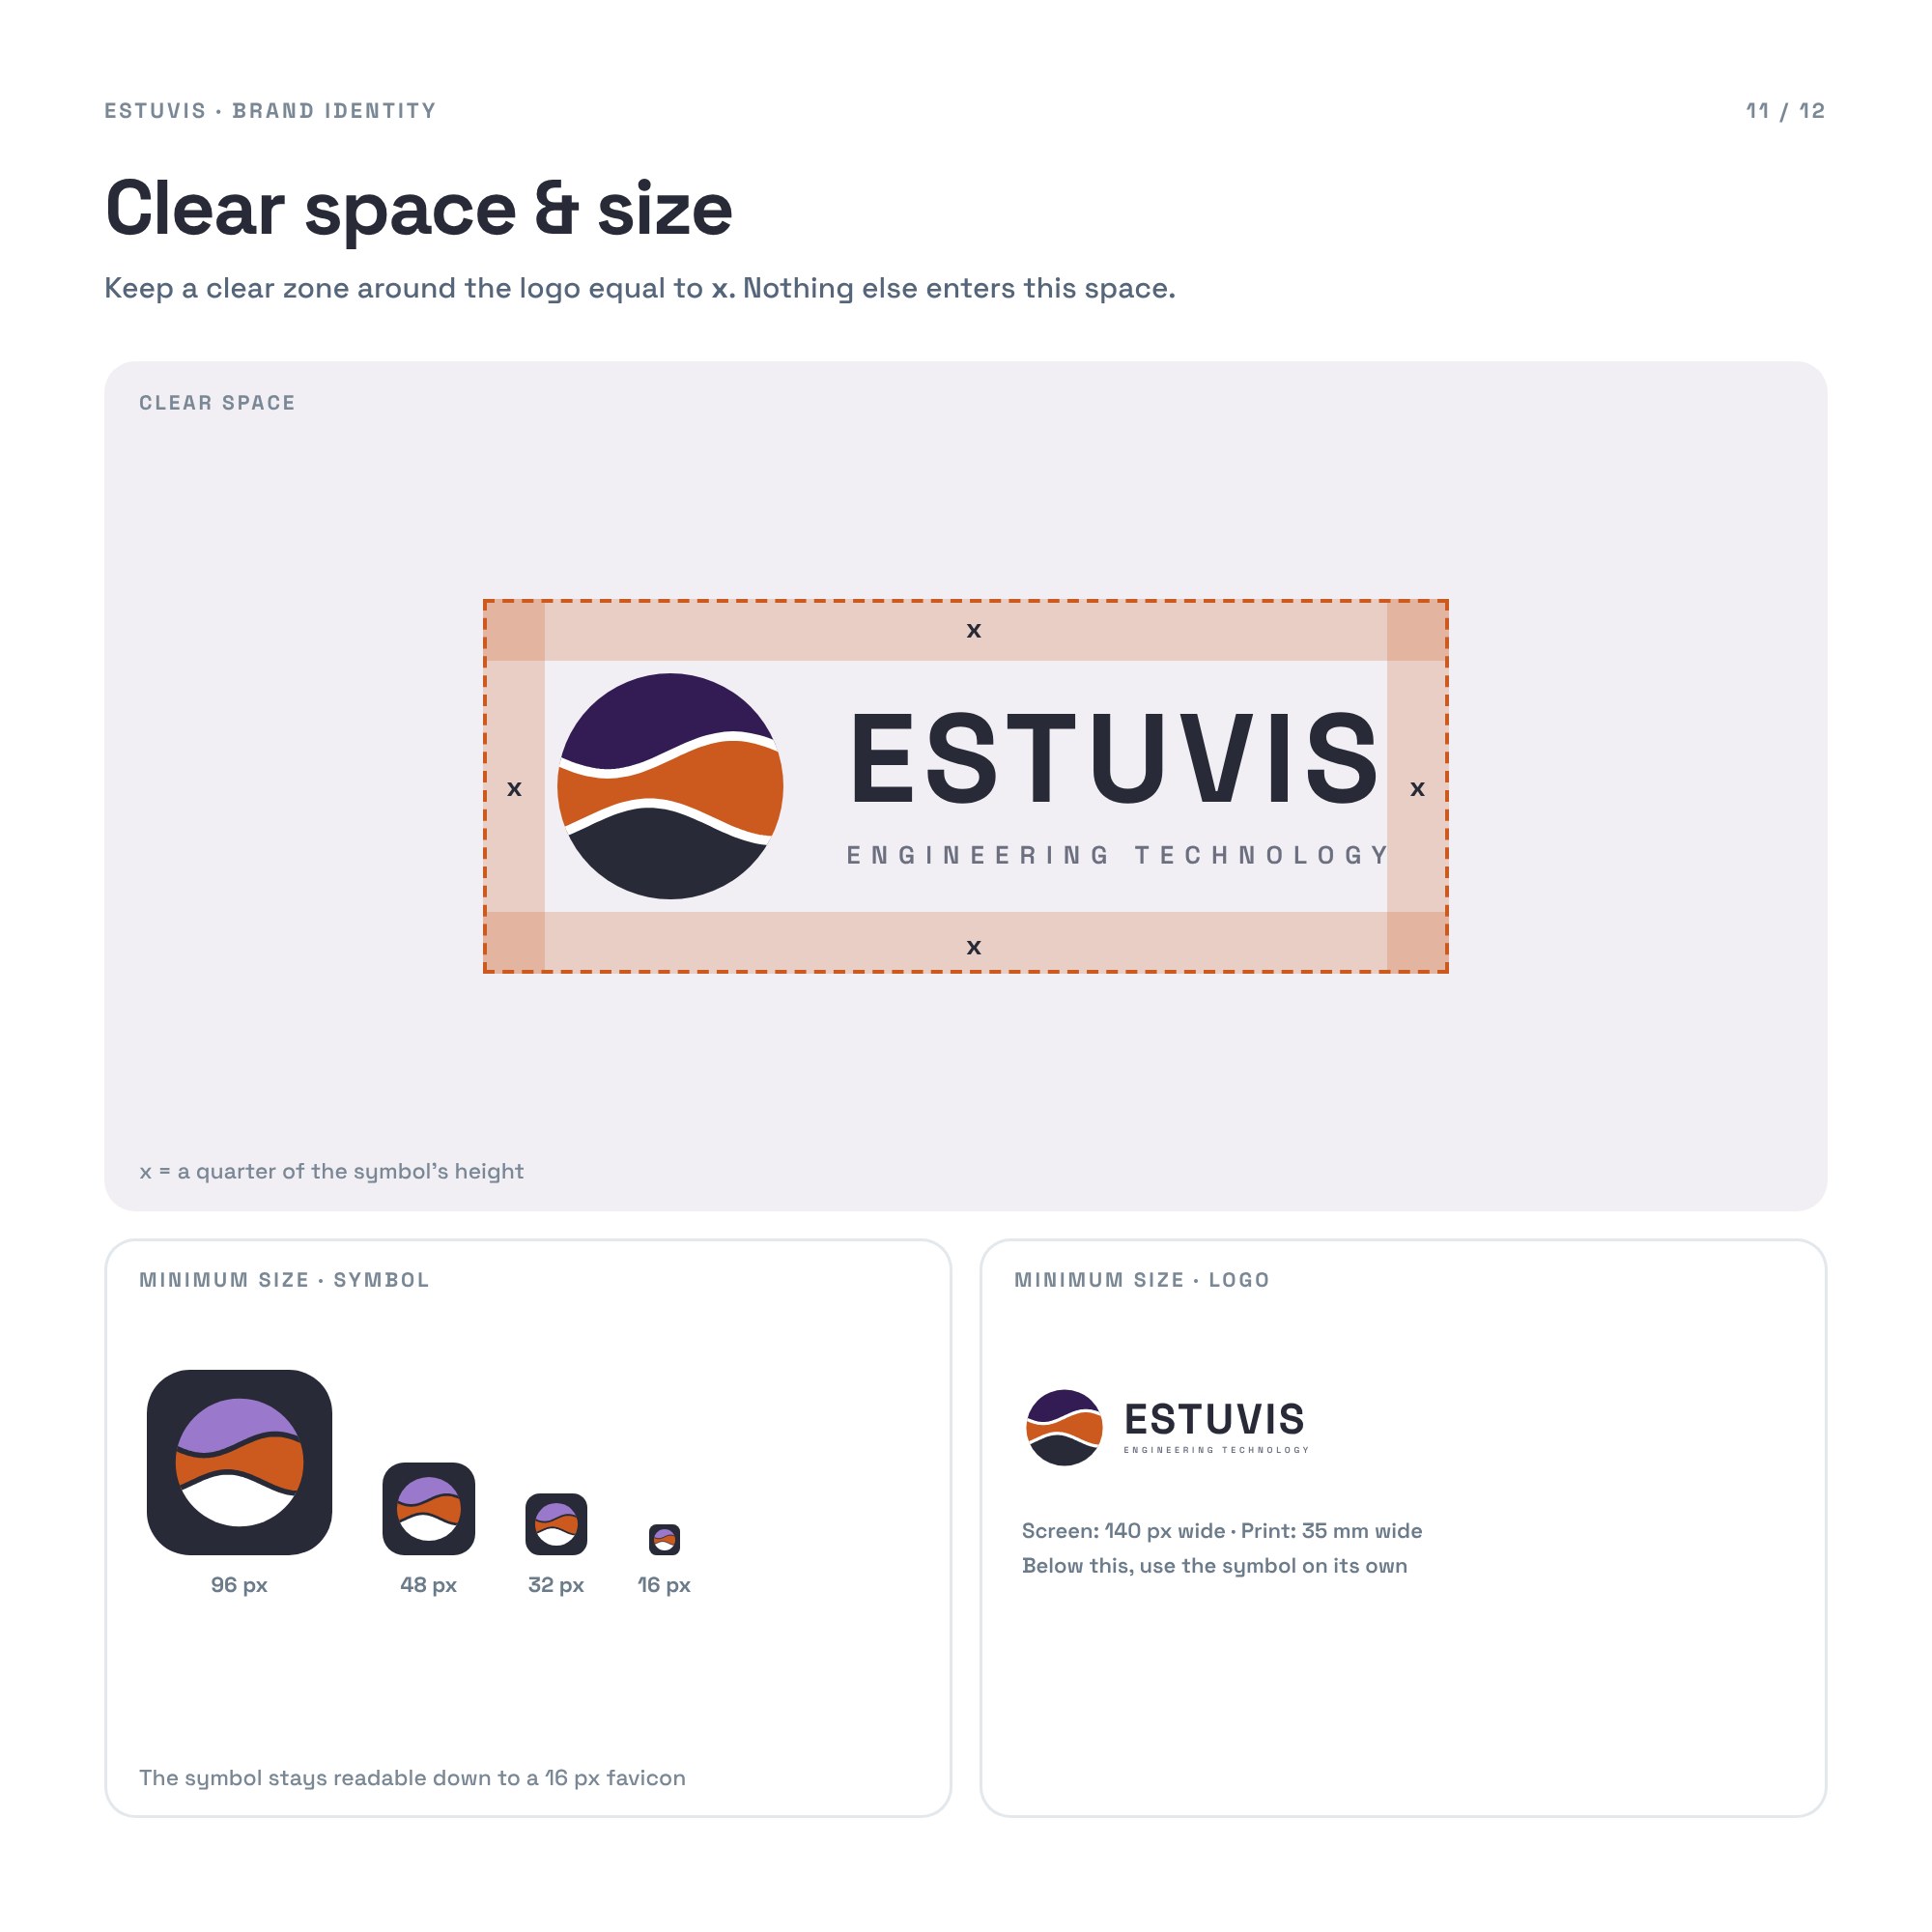 ESTUVIS · BRAND IDENTITY
11 / 12
Clear space & size
Keep a clear zone around the logo equal to x. Nothing else enters this space.
CLEAR SPACE
x
x
ESTUVIS
x
ENGINEERING TECHNOLOGY
x
x = a quarter of the symbol’s height
MINIMUM SIZE · SYMBOL
96 px
48 px
32 px
16 px
The symbol stays readable down to a 16 px favicon
MINIMUM SIZE · LOGO
ESTUVIS
ENGINEERING TECHNOLOGY
Screen: 140 px wide · Print: 35 mm wide
Below this, use the symbol on its own